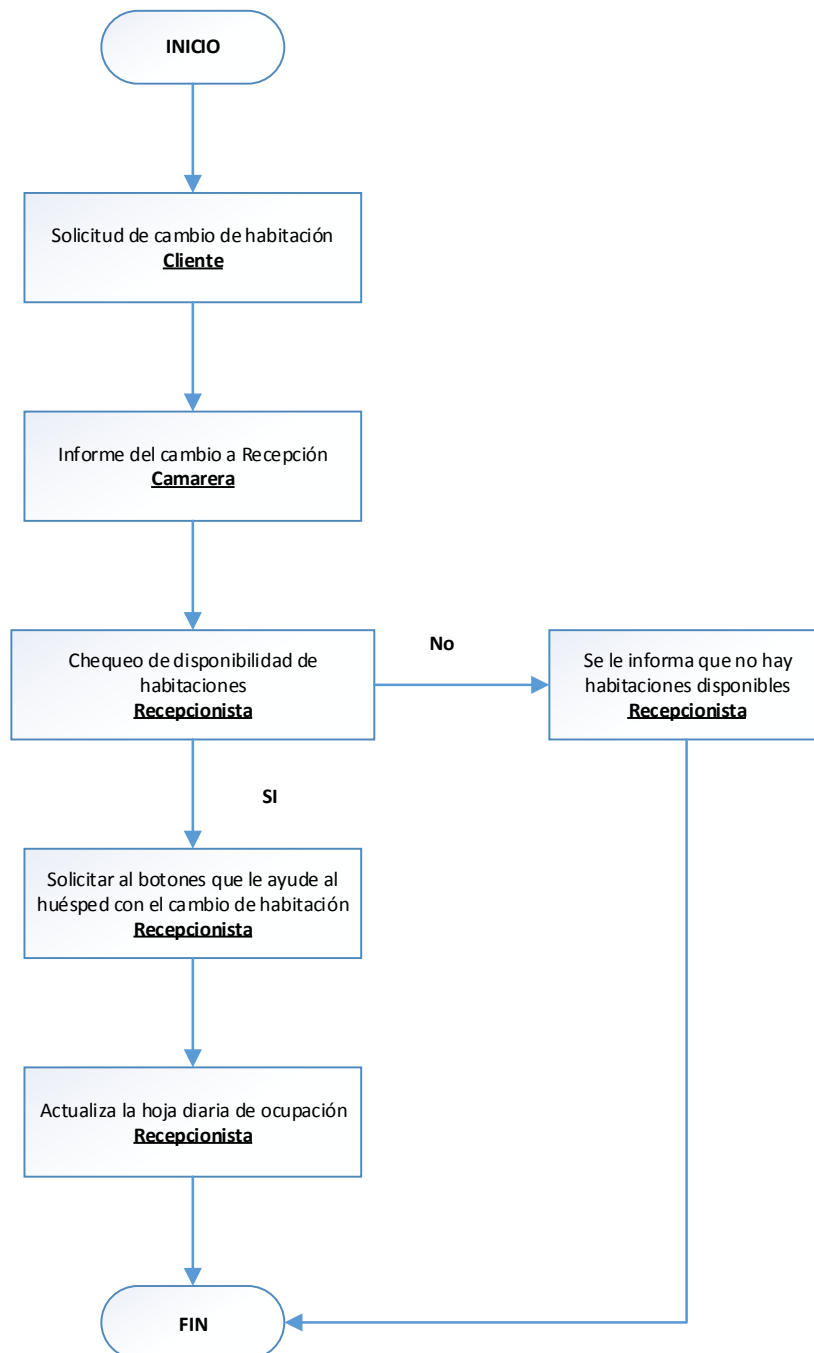 INICIO
Solicitud de cambio de habitación
Cliente
Informe del cambio a Recepción
Camarera
Chequeo de disponibilidad de
habitaciones
Recepcionista
No
Se le informa que no hay
habitaciones disponibles
Recepcionista
SI
Solicitar al botones que le ayude al
huésped con el cambio de habitación
Recepcionista
Actualiza la hoja diaria de ocupación
Recepcionista
FIN